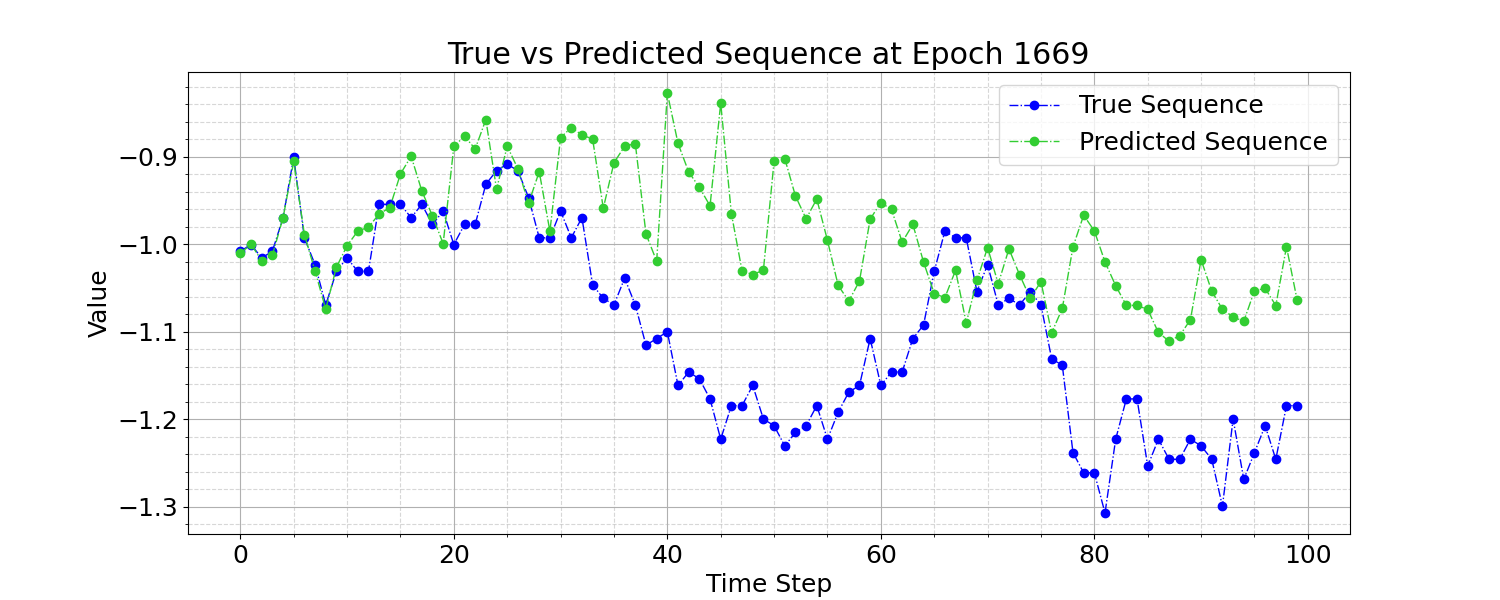 True vs Predicted Sequence at Epoch 1669
True Sequence
Predicted Sequence
Value
−0.9
−1.0
−1.1
−1.2
−1.3
0 20 40 60 80 100
Time Step